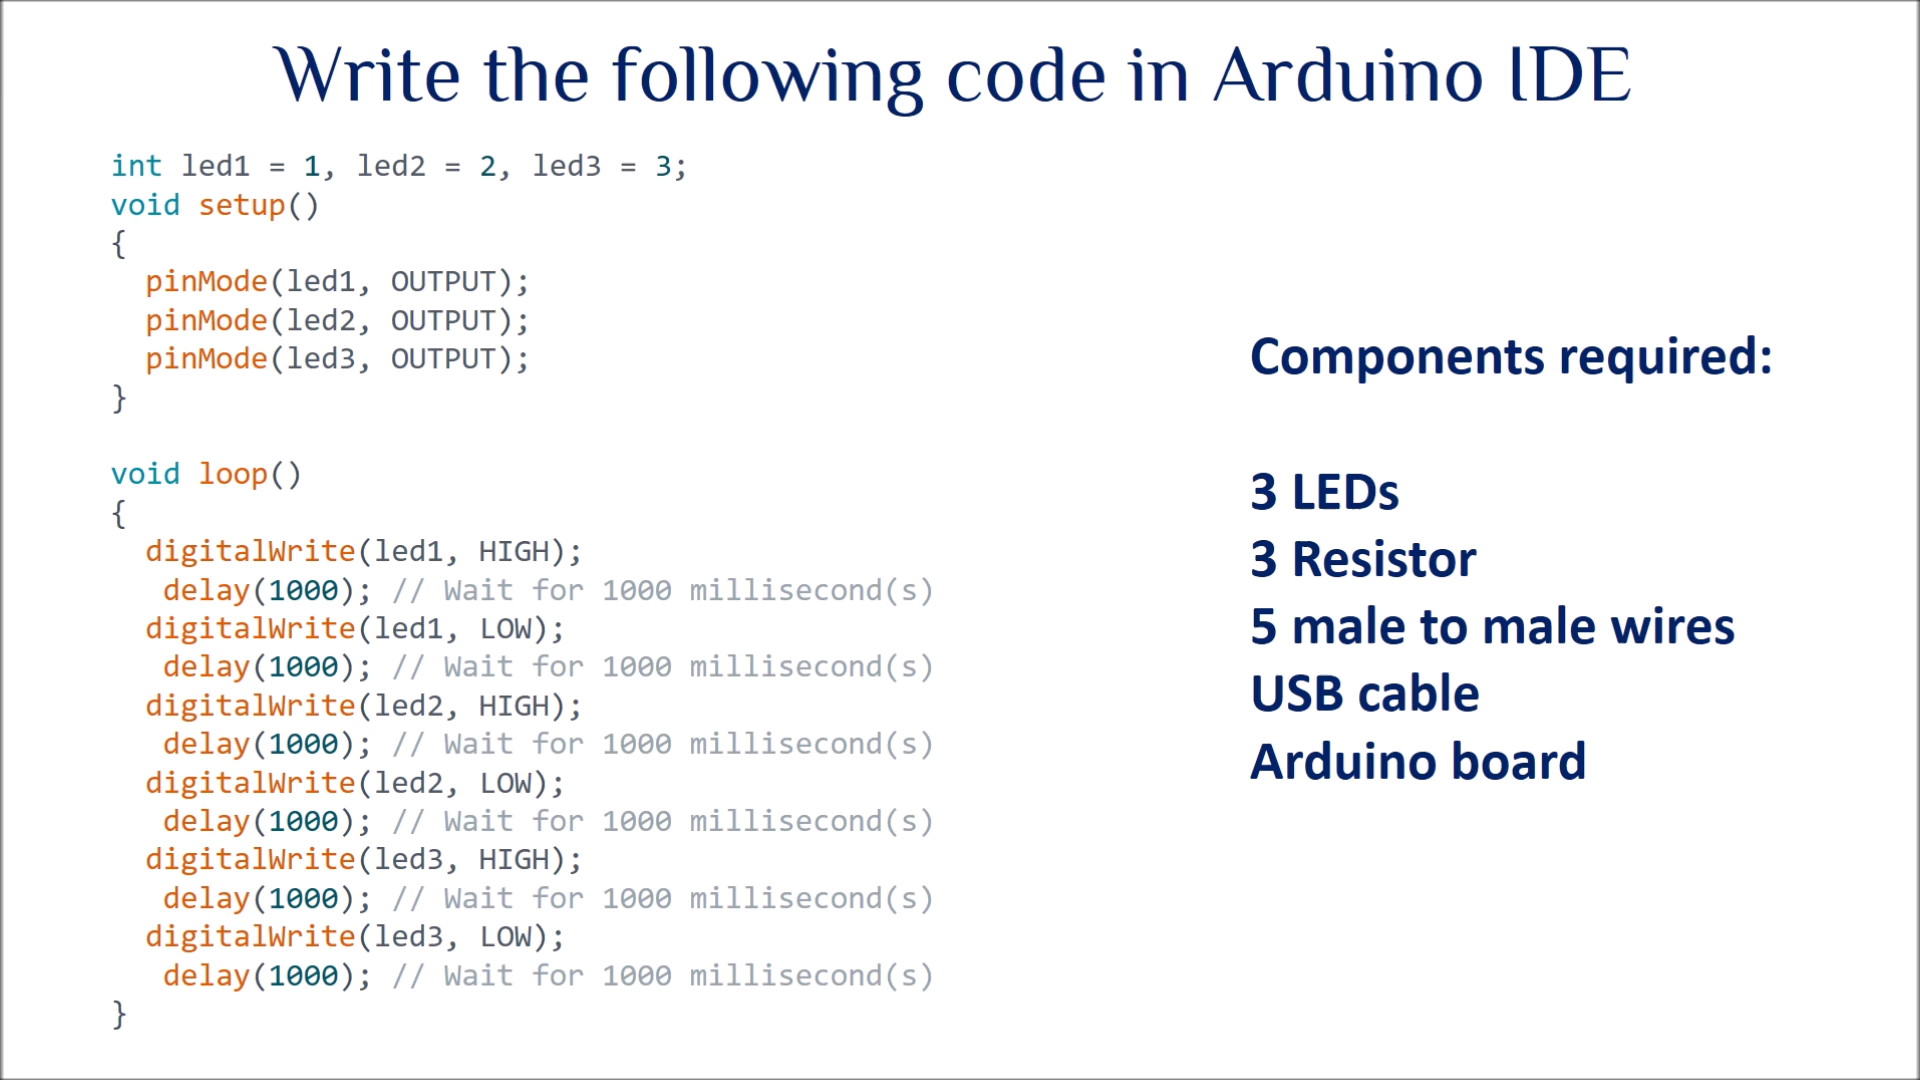 Write the following code in Arduino IDE
int led1 = 1, led2 = 2, led3 = 3;
void setup()
{
  pinMode(led1, OUTPUT);
  pinMode(led2, OUTPUT);
  pinMode(led3, OUTPUT);
}
void loop()
{
  digitalWrite(led1, HIGH);
   delay(1000); // Wait for 1000 millisecond(s)
  digitalWrite(led1, LOW);
   delay(1000); // Wait for 1000 millisecond(s)
  digitalWrite(led2, HIGH);
   delay(1000); // Wait for 1000 millisecond(s)
  digitalWrite(led2, LOW);
   delay(1000); // Wait for 1000 millisecond(s)
  digitalWrite(led3, HIGH);
   delay(1000); // Wait for 1000 millisecond(s)
  digitalWrite(led3, LOW);
   delay(1000); // Wait for 1000 millisecond(s)
}
Components required:
3 LEDs
3 Resistor
5 male to male wires
USB cable
Arduino board